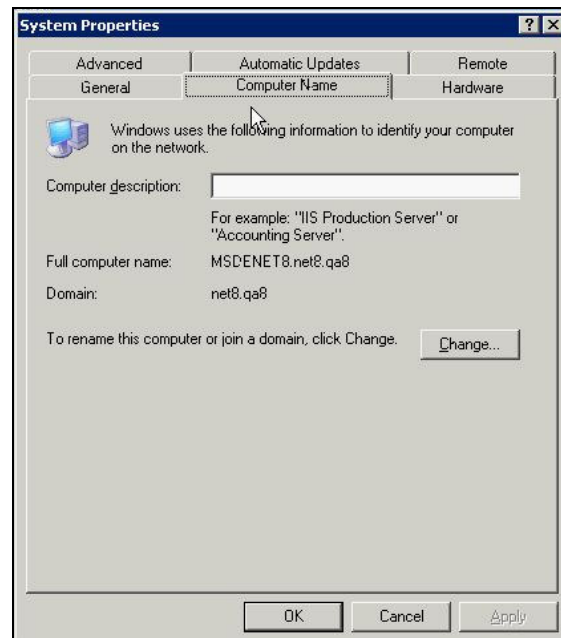 System Properties
Advanced
Automatic Updates
Remote
General
Computer Name
Hardware
Windows uses the following information to identify your computer
on the network.
Computer description:
For example: "IIS Production Server" or
"Accounting Server".
Full computer name:
MSDENET8.net8.qa8
Domain:
net8.qa8
To rename this computer or join a domain, click Change.
Change...
OK
Cancel
Apply